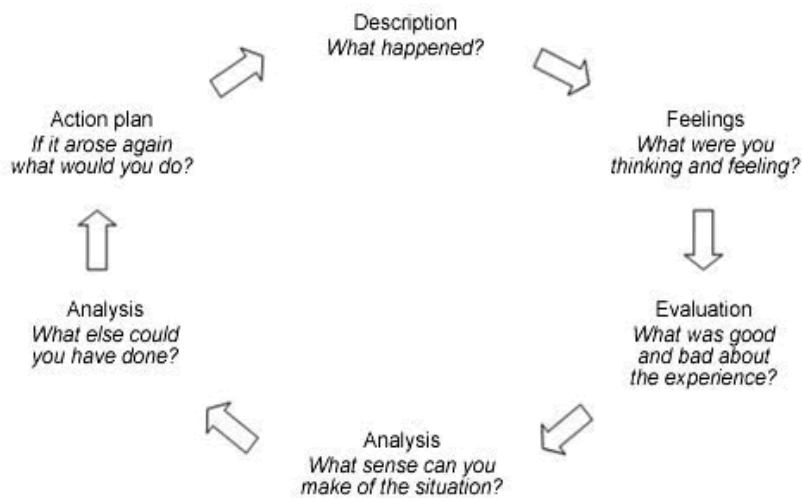 Description
What happened?
Feelings
What were you
thinking and feeling?
Evaluation
What was good
and bad about
the experience?
Analysis
What sense can you
make of the situation?
Analysis
What else could
you have done?
Action plan
If it arose again
what would you do?